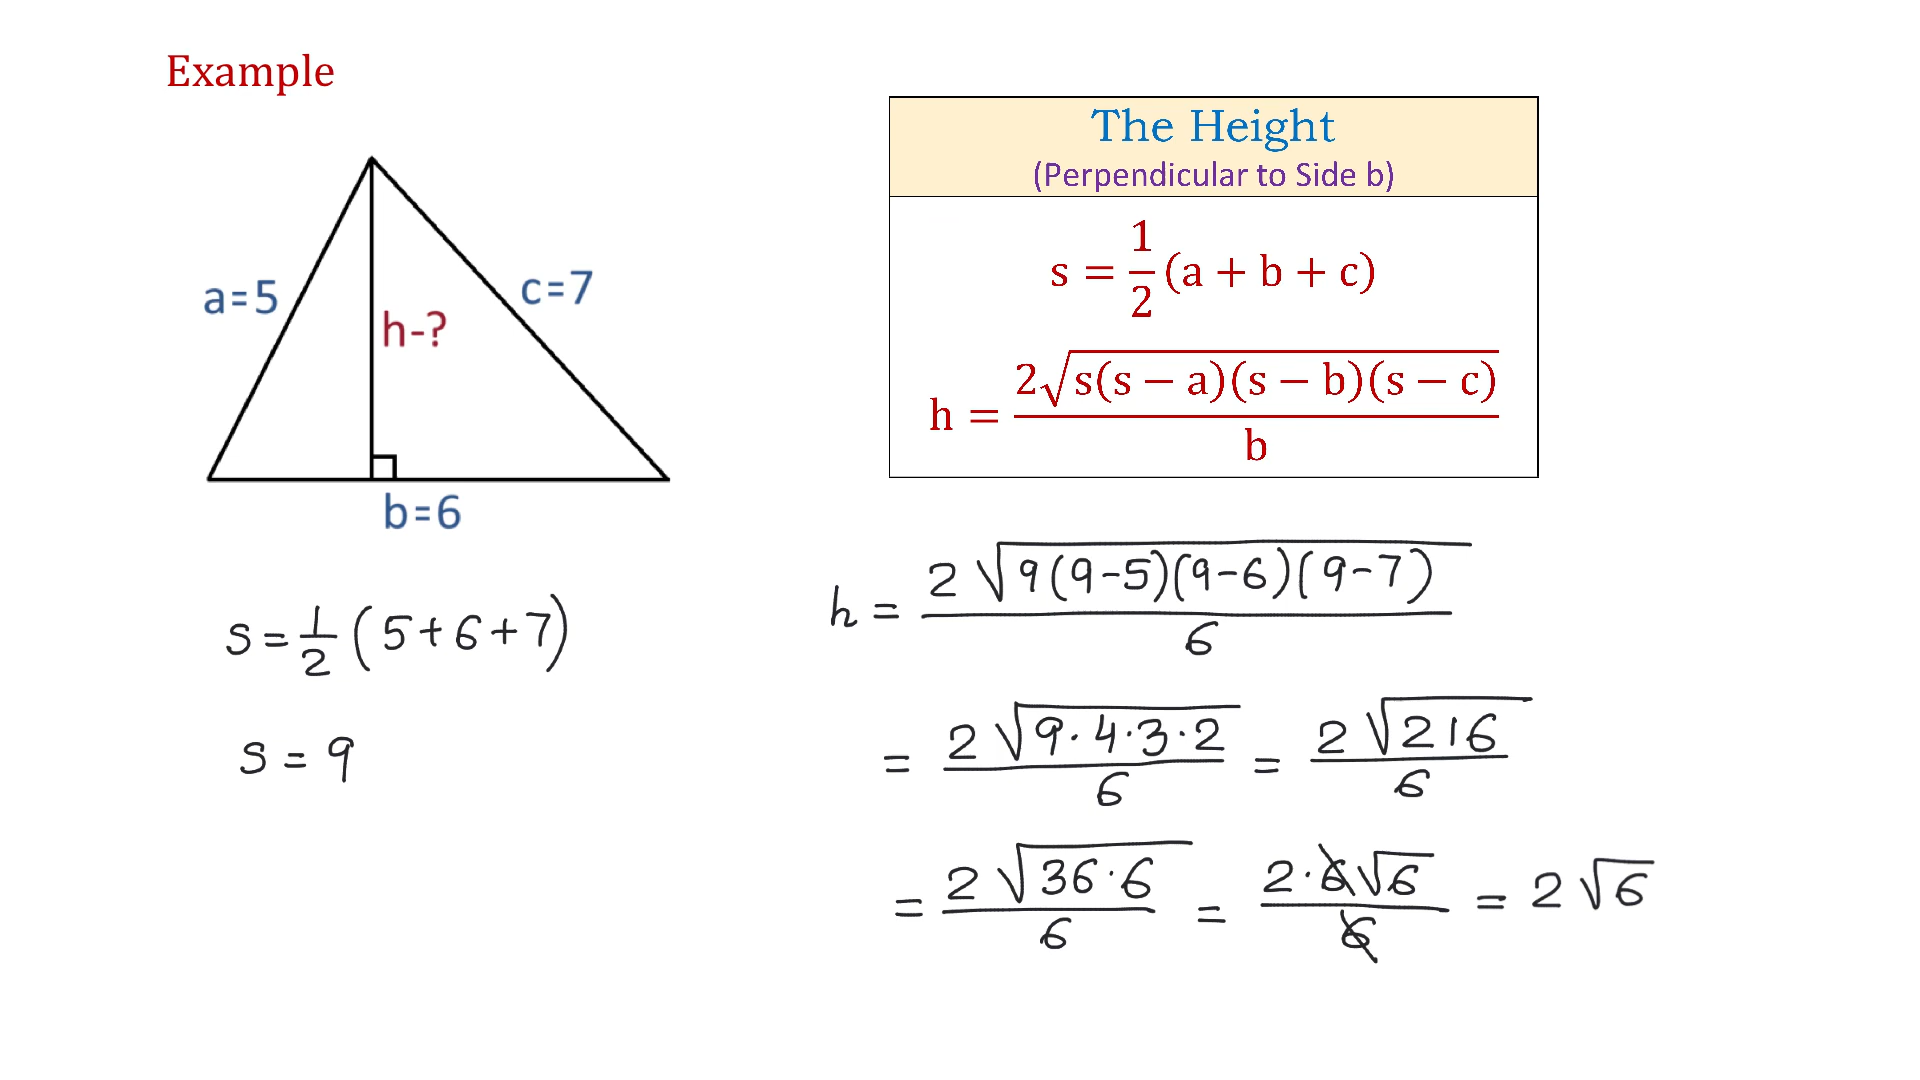 Example
a=5
c=7
h-?
b=6
The Height
(Perpendicular to Side b)
s = 1/2 (a + b + c)
h = 2√(s(s − a)(s − b)(s − c)) / b
s = 1/2 (5+6+7)
s = 9
h = 2√(9(9-5)(9-6)(9-7)) / 6
= 2√(9·4·3·2) / 6 = 2√216 / 6
= 2√(36·6) / 6 = 2·6√6 / 6 = 2√6